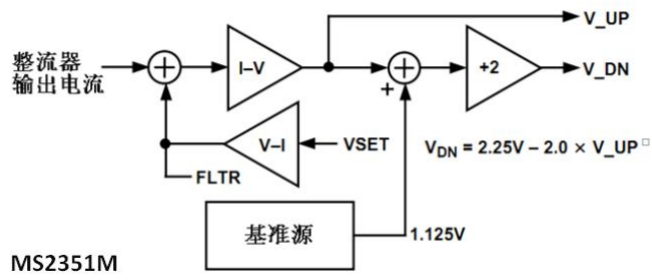 V_UP
整流器
输出电流
I–V
+
+2
V_DN
V–I
VSET
V_DN = 2.25V – 2.0 × V_UP
FLTR
基准源
1.125V
MS2351M